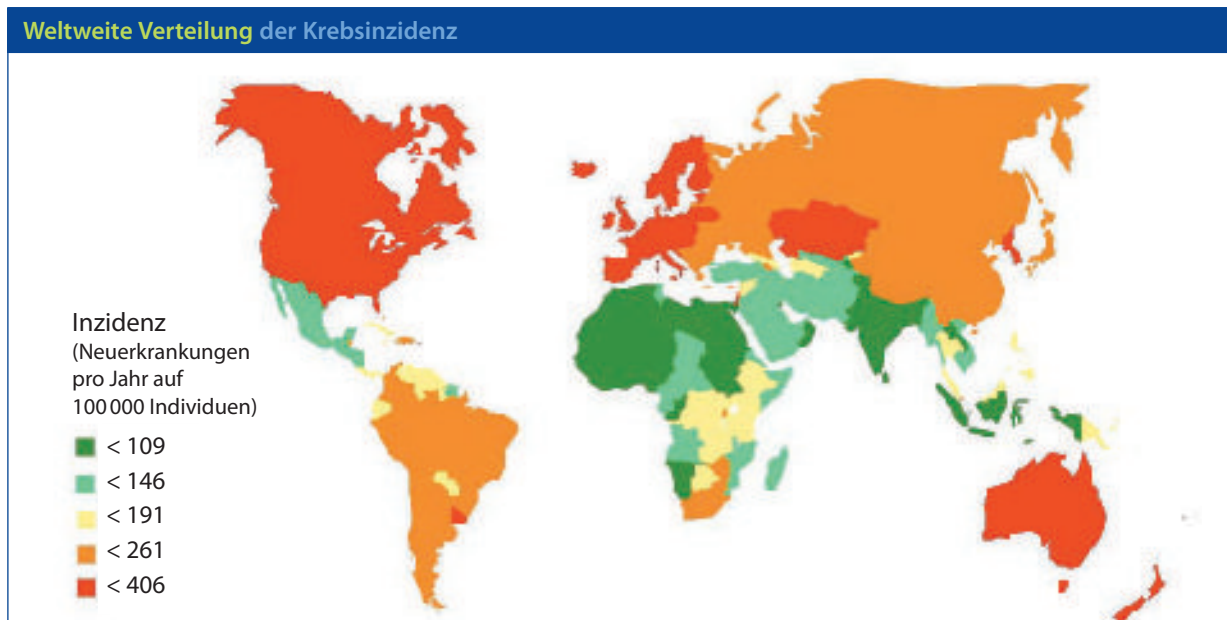 Weltweite Verteilung der Krebsinzidenz
Inzidenz
(Neuerkrankungen
pro Jahr auf
100 000 Individuen)
< 109
< 146
< 191
< 261
< 406